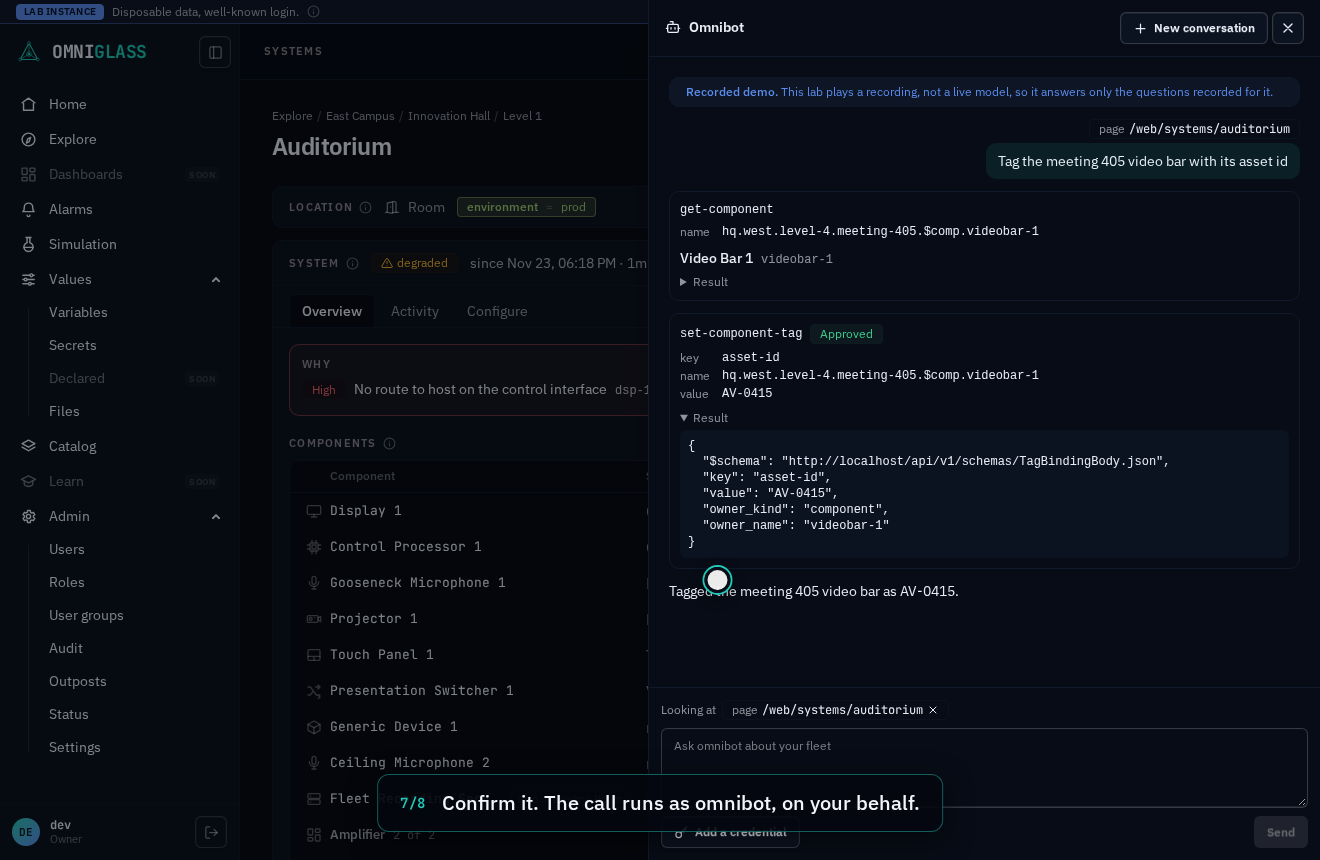 LAB INSTANCE Disposable data, well-known login.
OMNIGLASS
Home
Explore
Dashboards SOON
Alarms
Simulation
Values
Variables
Secrets
Declared SOON
Files
Catalog
Learn SOON
Admin
Users
Roles
User groups
Audit
Outposts
Status
Settings
DE dev
Owner
SYSTEMS
Explore / East Campus / Innovation Hall / Level 1
Auditorium
LOCATION Room environment = prod
SYSTEM degraded since Nov 23, 06:18 PM · 1m
Overview Activity Configure
WHY
High No route to host on the control interface dsp-1
COMPONENTS
Component
Display 1
Control Processor 1
Gooseneck Microphone 1
Projector 1
Touch Panel 1
Presentation Switcher 1
Generic Device 1
Ceiling Microphone 2
Fleet
Amplifier 2 of 2
Omnibot
New conversation
Recorded demo. This lab plays a recording, not a live model, so it answers only the questions recorded for it.
page /web/systems/auditorium
Tag the meeting 405 video bar with its asset id
get-component
name hq.west.level-4.meeting-405.$comp.videobar-1
Video Bar 1 videobar-1
Result
set-component-tag Approved
key asset-id
name hq.west.level-4.meeting-405.$comp.videobar-1
value AV-0415
Result
{
"$schema": "http://localhost/api/v1/schemas/TagBindingBody.json",
"key": "asset-id",
"value": "AV-0415",
"owner_kind": "component",
"owner_name": "videobar-1"
}
Tagged the meeting 405 video bar as AV-0415.
Looking at page /web/systems/auditorium ×
Ask omnibot about your fleet
7/8 Confirm it. The call runs as omnibot, on your behalf.
Add a credential
Send